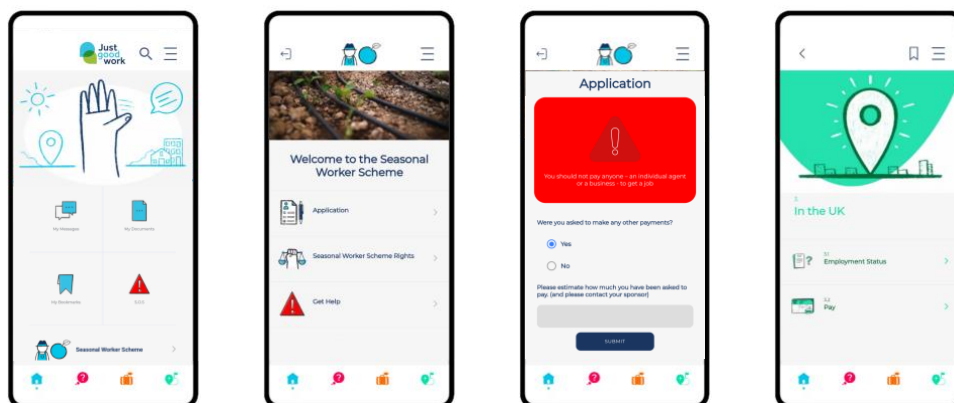 Just
good
work
My Messages
My Documents
My Bookmarks
S.O.S
Seasonal Worker Scheme
Welcome to the Seasonal
Worker Scheme
Application
Seasonal Worker Scheme Rights
Get Help
Application
You should not pay anyone – an individual agent
or a business - to get a job
Were you asked to make any other payments?
Yes
No
Please estimate how much you have been asked to
pay. (and please contact your sponsor)
SUBMIT
In the UK
Employment Status
Pay